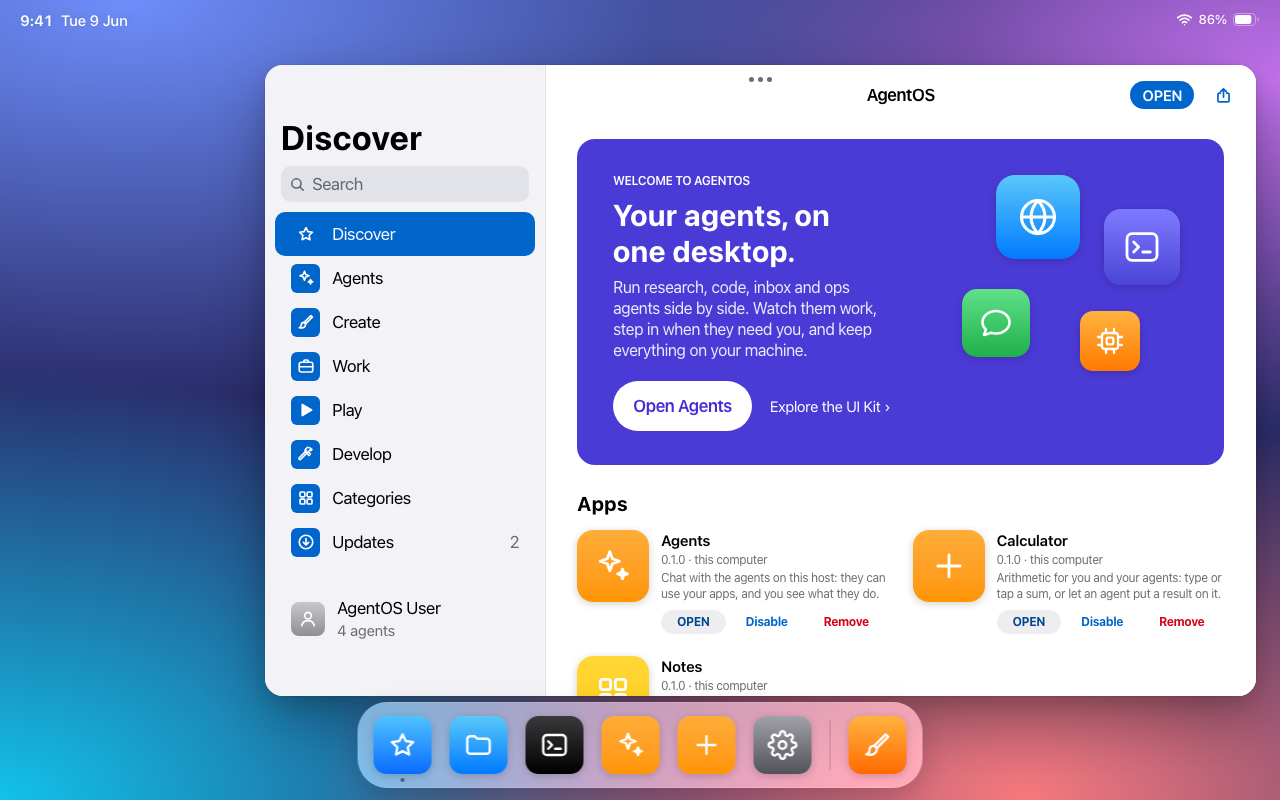 9:41 Tue 9 Jun
86%
AgentOS
OPEN
Discover
Search
Discover
Agents
Create
Work
Play
Develop
Categories
Updates 2
AgentOS User
4 agents
WELCOME TO AGENTOS
Your agents, on
one desktop.
Run research, code, inbox and ops
agents side by side. Watch them work,
step in when they need you, and keep
everything on your machine.
Open Agents
Explore the UI Kit ›
Apps
Agents
0.1.0 · this computer
Chat with the agents on this host: they can
use your apps, and you see what they do.
OPEN Disable Remove
Calculator
0.1.0 · this computer
Arithmetic for you and your agents: type or
tap a sum, or let an agent put a result on it.
OPEN Disable Remove
Notes
0.1.0 · this computer